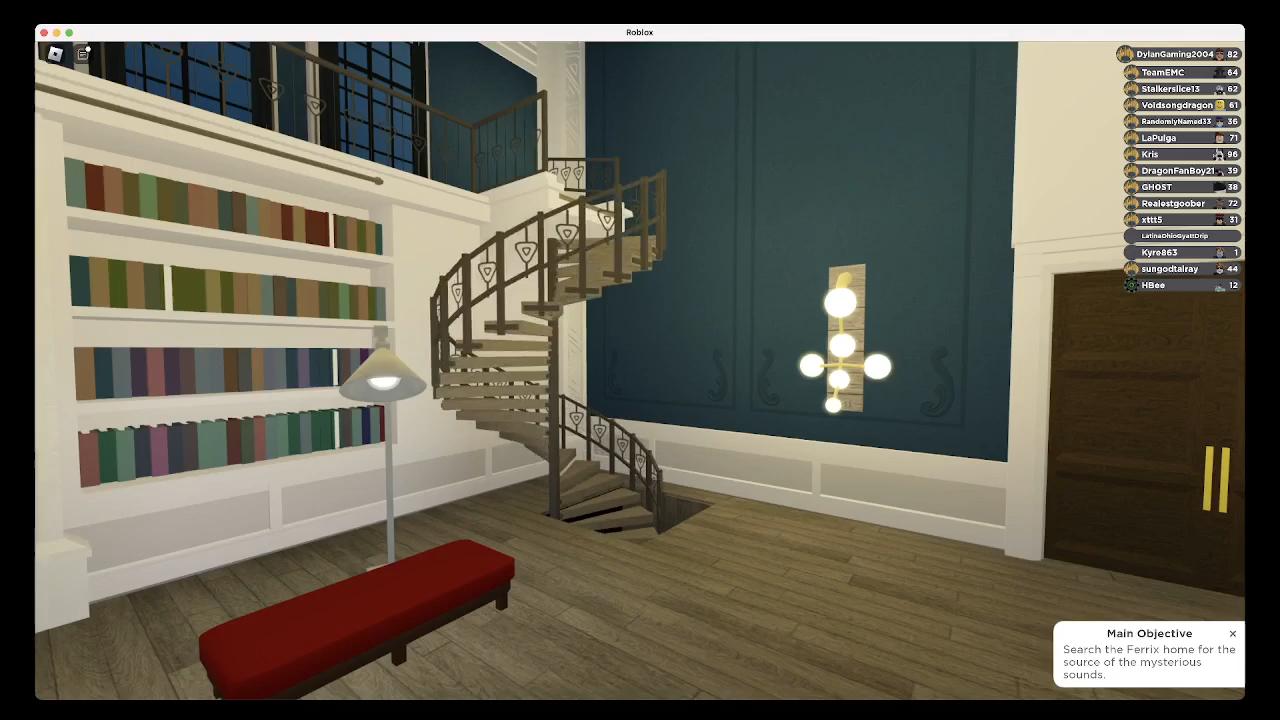 Roblox
DylanGaming2004 82
TeamEMC 64
Stalkerslice13 62
Voldsongdragon 61
RandomlyNamed33 36
LaPulga 71
Kris 96
DragonFanBoy21 39
GHOST 38
Realestgoober 72
xttt5 31
LatinaOhioGyattDrip
Kyre863 1
sungodtalray 44
HBee 12
Main Objective
Search the Ferrix home for the
source of the mysterious
sounds.